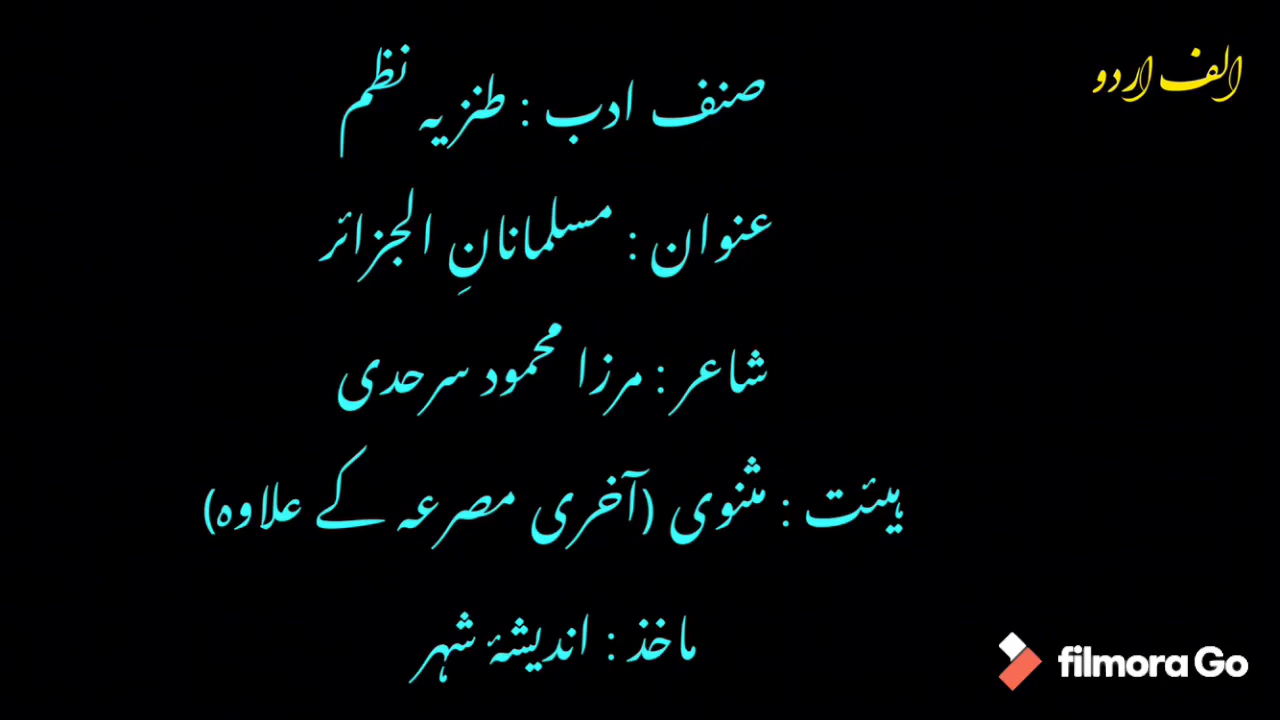 الف اردو
صنف ادب : طنزیہ نظم
عنوان : مسلمانانِ الجزائر
شاعر : مرزا محمود سرحدی
ہیئت : مثنوی (آخری مصرعہ کے علاوہ)
ماخذ : اندیشۂ شہر
filmora Go